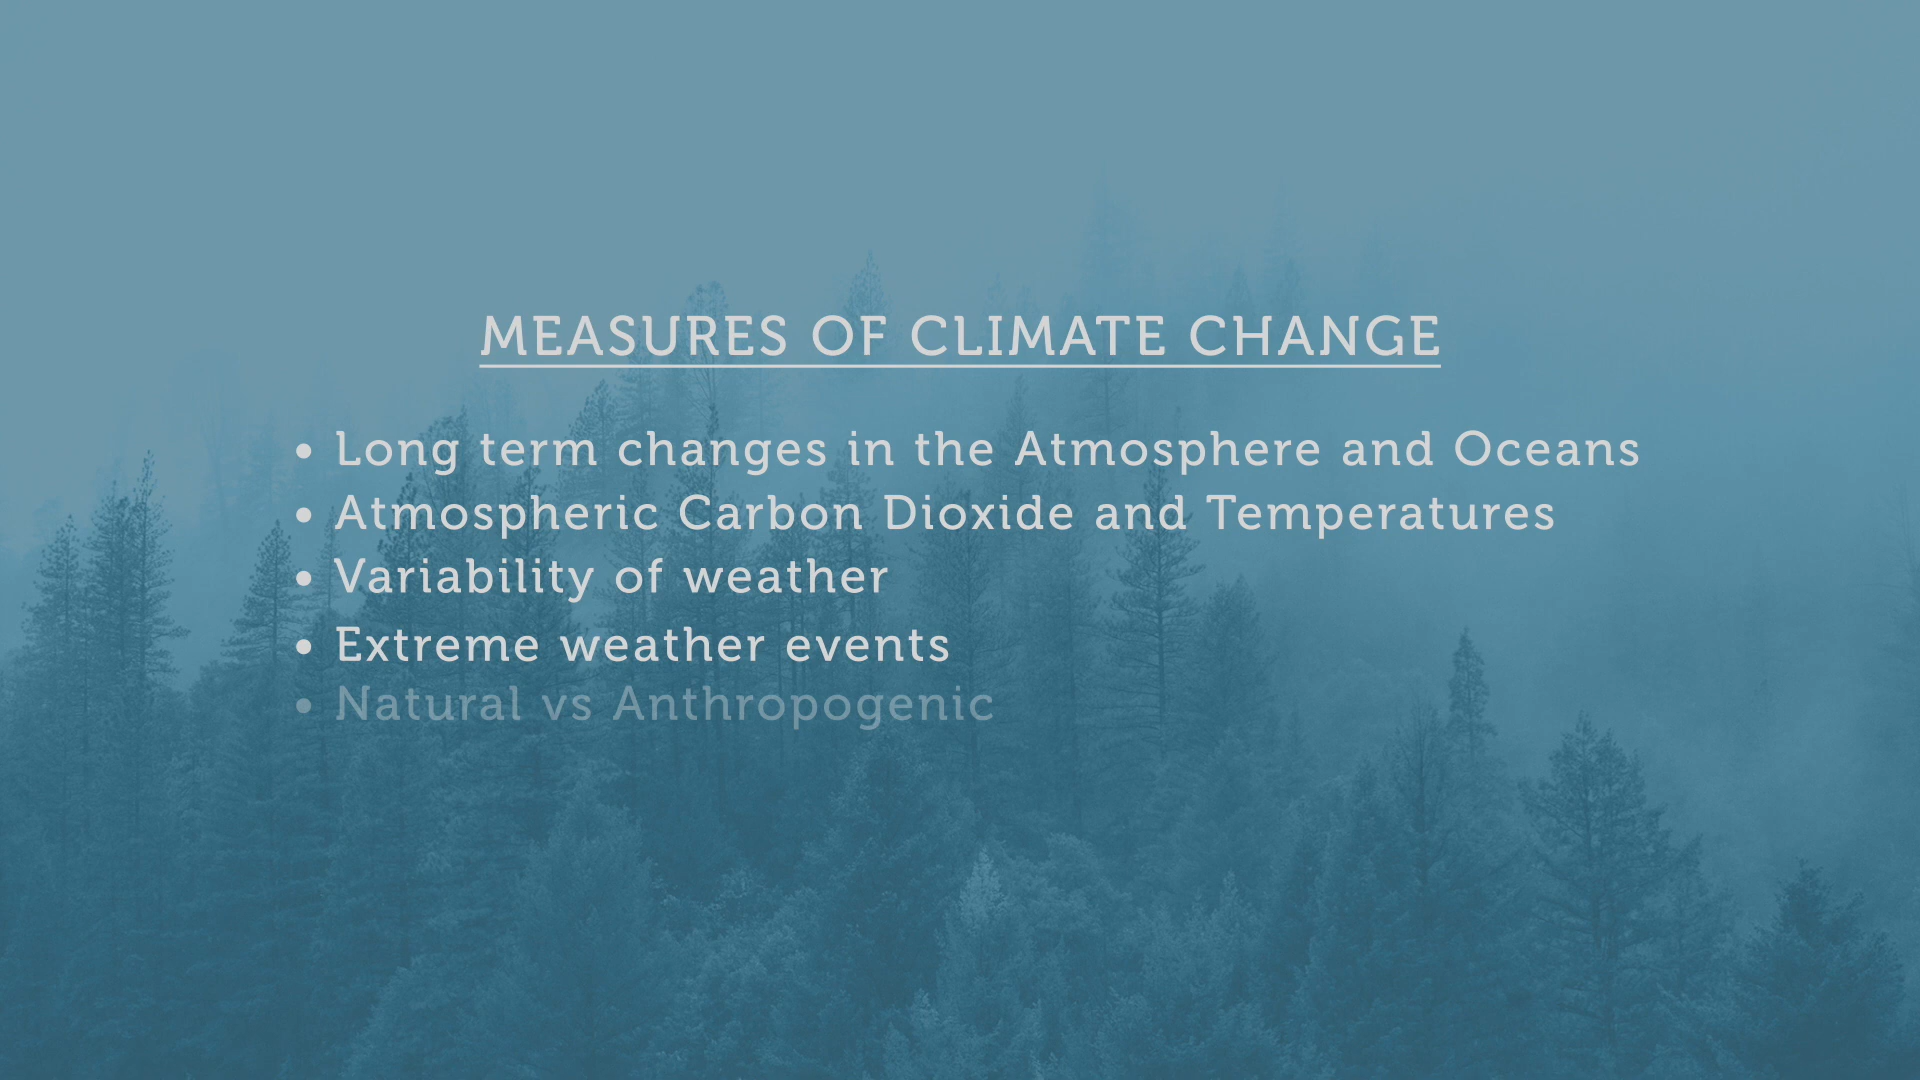 MEASURES OF CLIMATE CHANGE
• Long term changes in the Atmosphere and Oceans
• Atmospheric Carbon Dioxide and Temperatures
• Variability of weather
• Extreme weather events
• Natural vs Anthropogenic